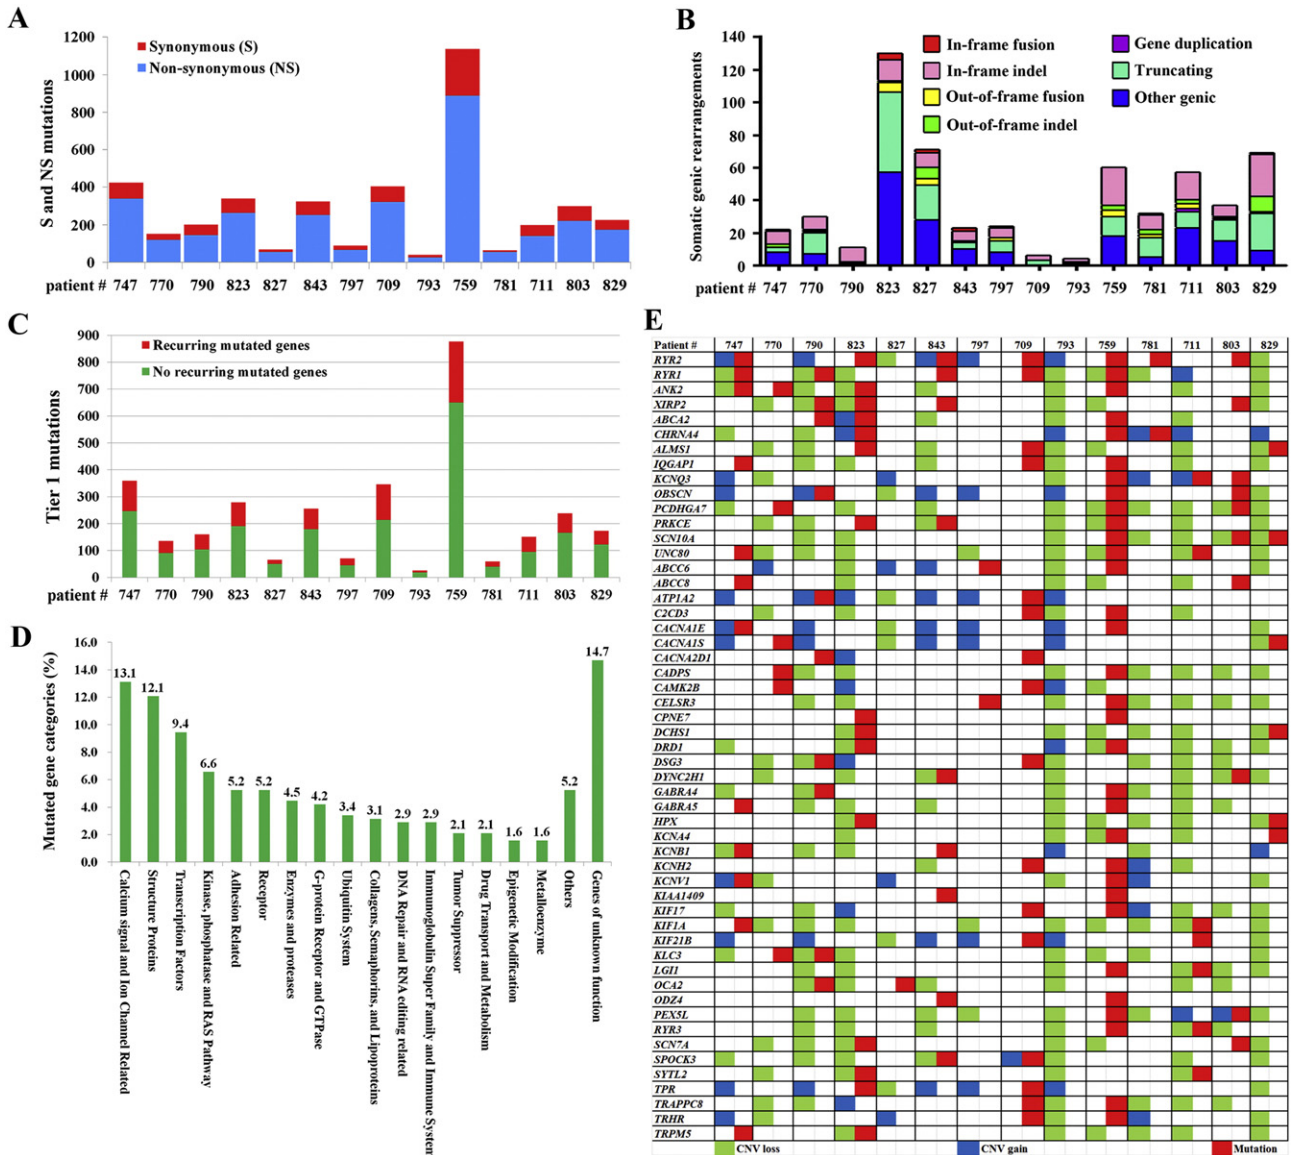 A
1200
1000
800
600
400
200
0
S and NS mutations
Synonymous (S)
Non-synonymous (NS)
patient # 747 770 790 823 827 843 797 709 793 759 781 711 803 829
B
140
120
100
80
60
40
20
0
Somatic genic rearrangements
In-frame fusion
In-frame indel
Out-of-frame fusion
Out-of-frame indel
Gene duplication
Truncating
Other genic
patient # 747 770 790 823 827 843 797 709 793 759 781 711 803 829
C
900
800
700
600
500
400
300
200
100
0
Tier 1 mutations
Recurring mutated genes
No recurring mutated genes
patient # 747 770 790 823 827 843 797 709 793 759 781 711 803 829
D
16.0
14.0
12.0
10.0
8.0
6.0
4.0
2.0
0.0
Mutated gene categories (%)
13.1 12.1 9.4 6.6 5.2 5.2 4.5 4.2 3.4 3.1 2.9 2.9 2.1 2.1 1.6 1.6 5.2 14.7
Calcium signal and Ion Channel Related
Structure Proteins
Transcription Factors
Kinase, phosphatase and RAS Pathway
Adhesion Related
Receptor
Enzymes and proteases
G-protein Receptor and GTPase
Ubiquitin System
Collagens, Semaphorins, and Lipoproteins
DNA Repair and RNA editing related
Immunoglobulin Super Family and Immune System
Tumor Suppressor
Drug Transport and Metabolism
Epigenetic Modification
Metalloenzyme
Others
Genes of unknown function
E
Patient # 747 770 790 823 827 843 797 709 793 759 781 711 803 829
RYR2
RYR1
ANK2
XIRP2
ABCA2
CHRNA4
ALMS1
IQGAP1
KCNQ3
OBSCN
PCDHGA7
PRKCE
SCN10A
UNC80
ABCC6
ABCC8
ATP1A2
C2CD3
CACNA1E
CACNA1S
CACNA2D1
CADPS
CAMK2B
CELSR3
CPNE7
DCHS1
DRD1
DSG3
DYNC2H1
GABRA4
GABRA5
HPX
KCNA4
KCNB1
KCNH2
KCNV1
KIAA1409
KIF17
KIF1A
KIF21B
KLC3
LGI1
OCA2
ODZ4
PEX5L
RYR3
SCN7A
SPOCK3
SYTL2
TPR
TRAPPC8
TRHR
TRPM5
CNV loss CNV gain Mutation